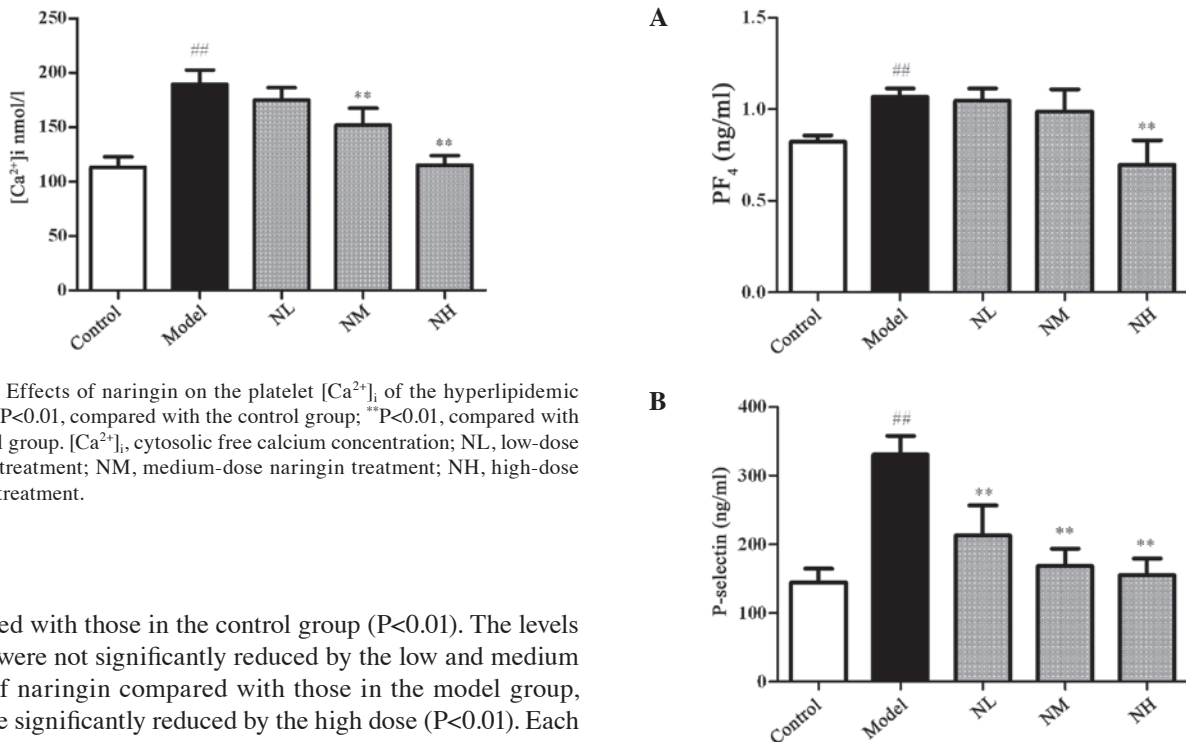 250
200
150
100
50
0
[Ca²⁺]i nmol/l
##
**
**
Control
Model
NL
NM
NH
Effects of naringin on the platelet [Ca²⁺]ᵢ of the hyperlipidemic
P<0.01, compared with the control group; **P<0.01, compared with
group. [Ca²⁺]ᵢ, cytosolic free calcium concentration; NL, low-dose
treatment; NM, medium-dose naringin treatment; NH, high-dose
treatment.
ed with those in the control group (P<0.01). The levels
were not significantly reduced by the low and medium
f naringin compared with those in the model group,
e significantly reduced by the high dose (P<0.01). Each
A
1.5
1.0
0.5
0.0
PF₄ (ng/ml)
##
**
Control
Model
NL
NM
NH
B
400
300
200
100
0
P-selectin (ng/ml)
##
**
**
**
Control
Model
NL
NM
NH